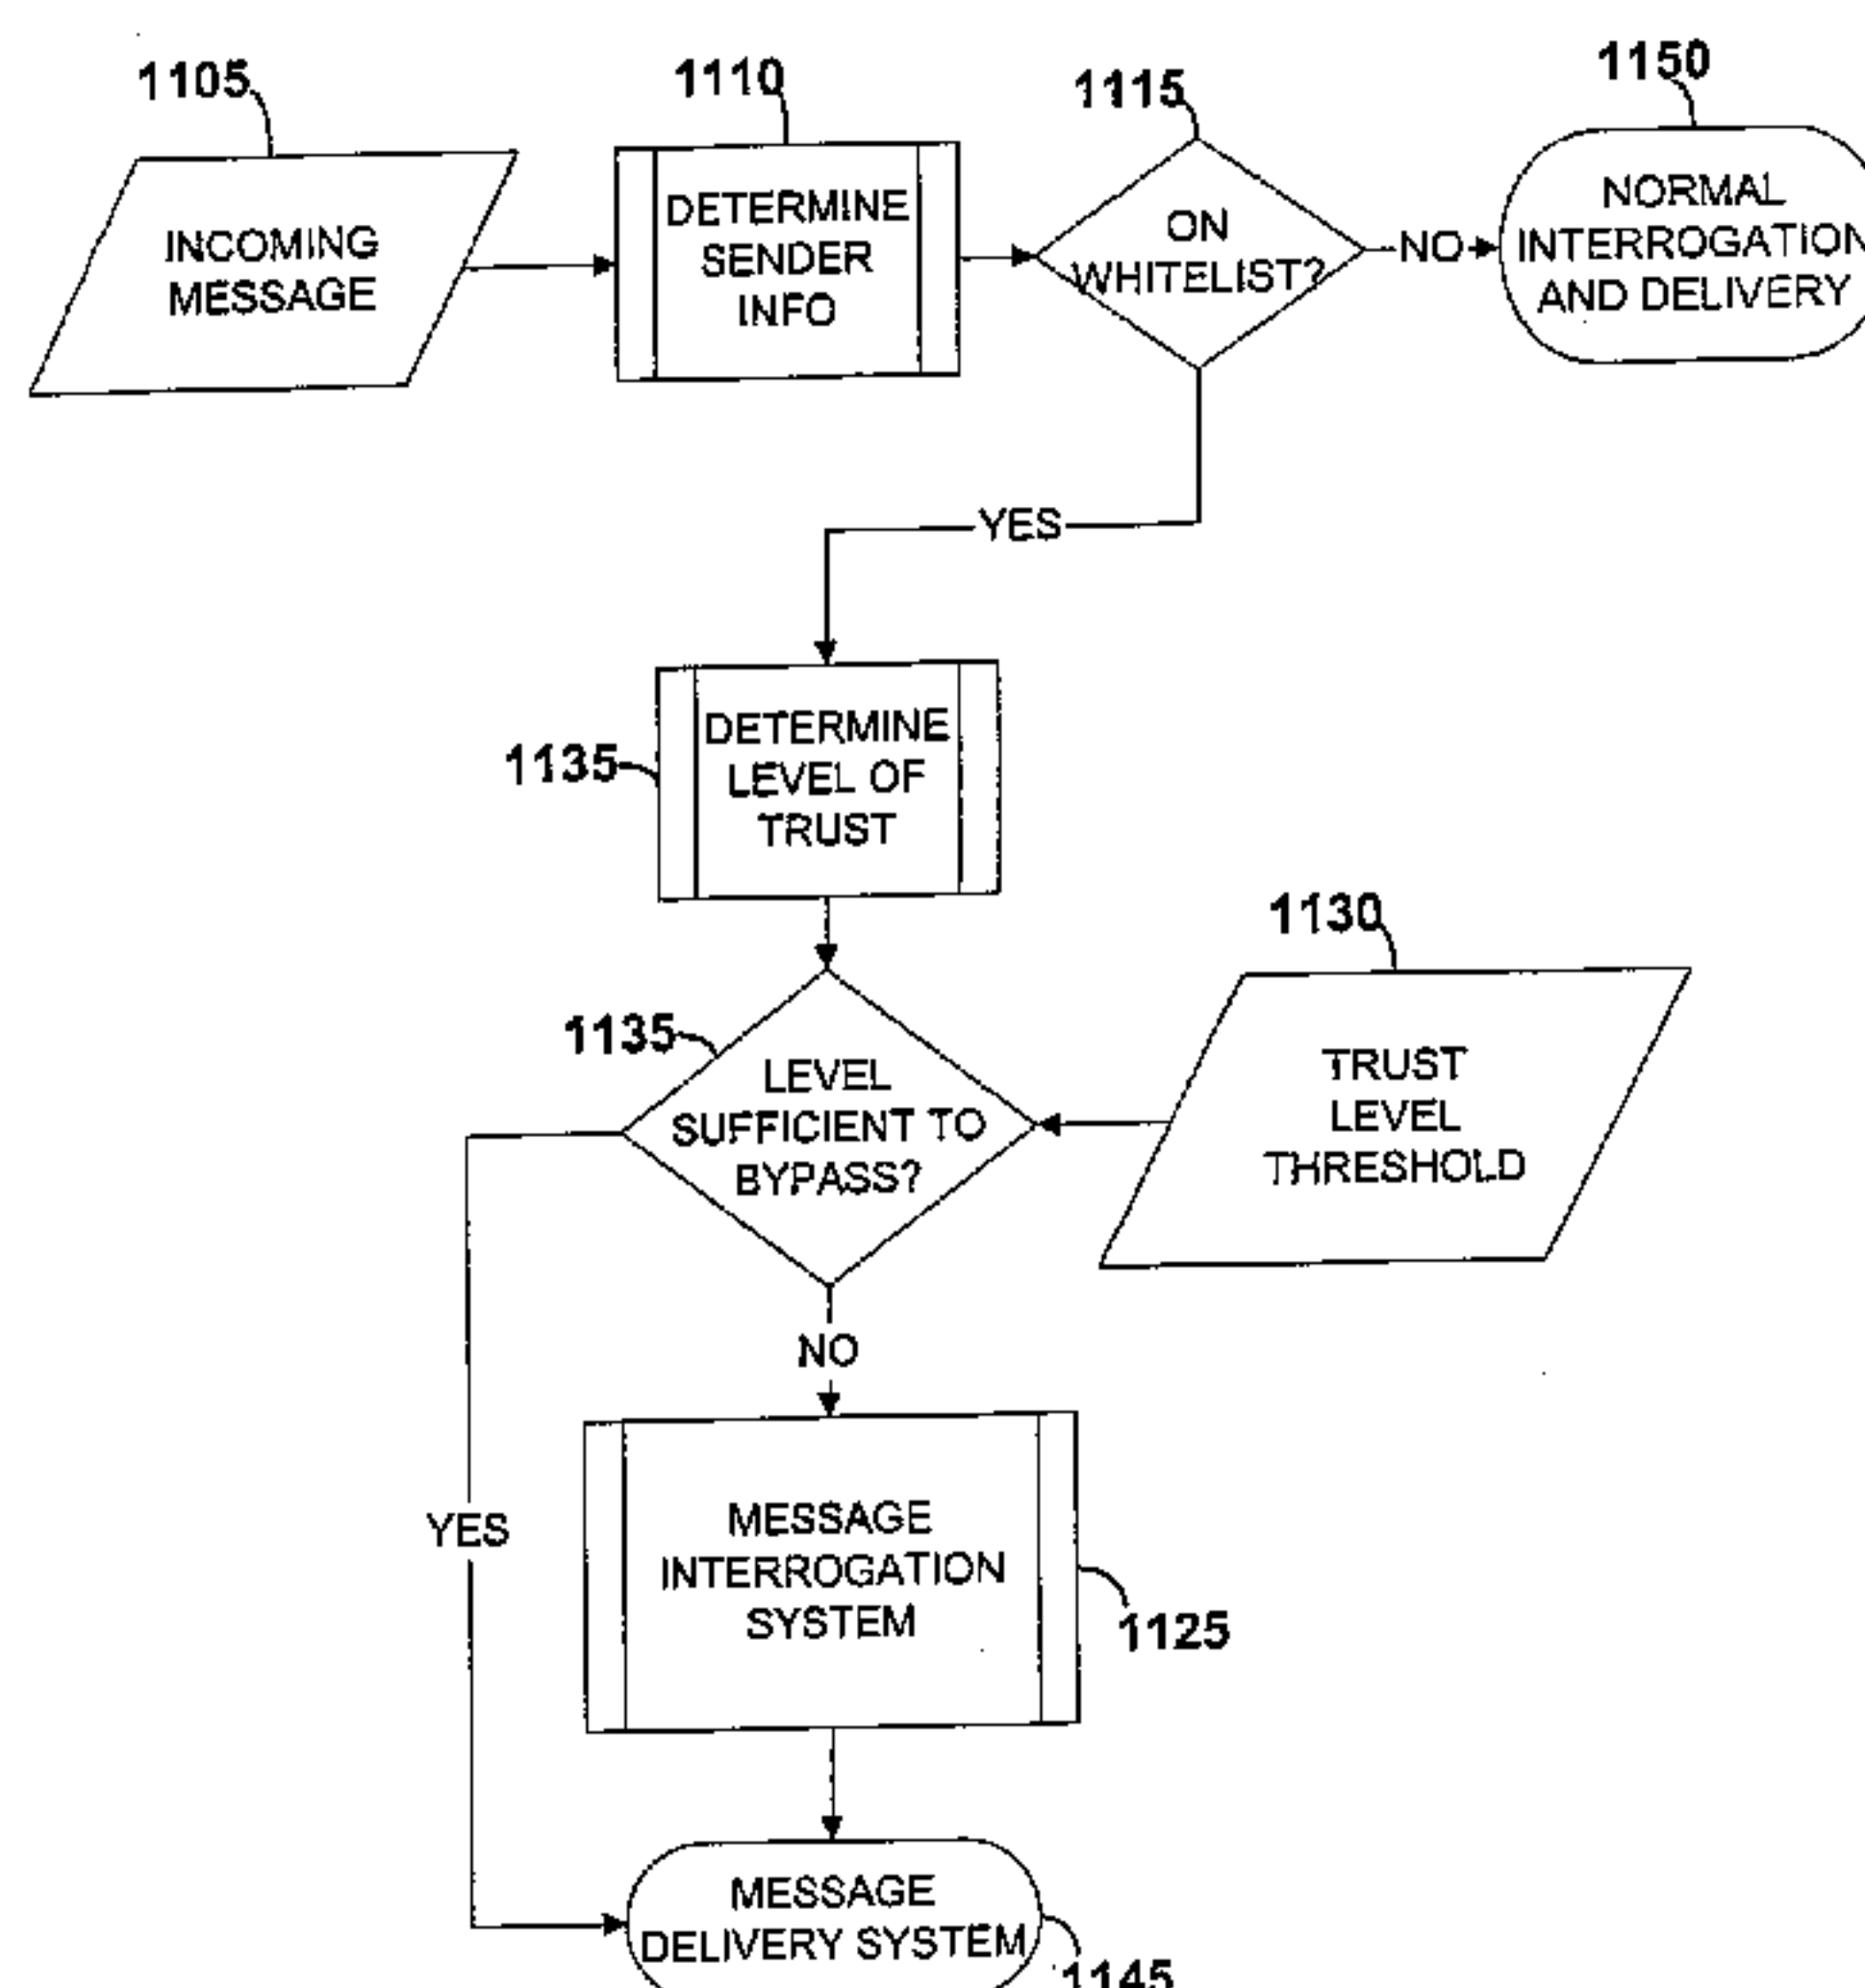 1105
INCOMING
MESSAGE
1110
DETERMINE
SENDER
INFO
1115
ON
WHITELIST?
NO
1150
NORMAL
INTERROGATION
AND DELIVERY
YES
1135
DETERMINE
LEVEL OF
TRUST
1130
TRUST
LEVEL
THRESHOLD
1135
LEVEL
SUFFICIENT TO
BYPASS?
NO
YES
MESSAGE
INTERROGATION
SYSTEM
1125
MESSAGE
DELIVERY SYSTEM
1145